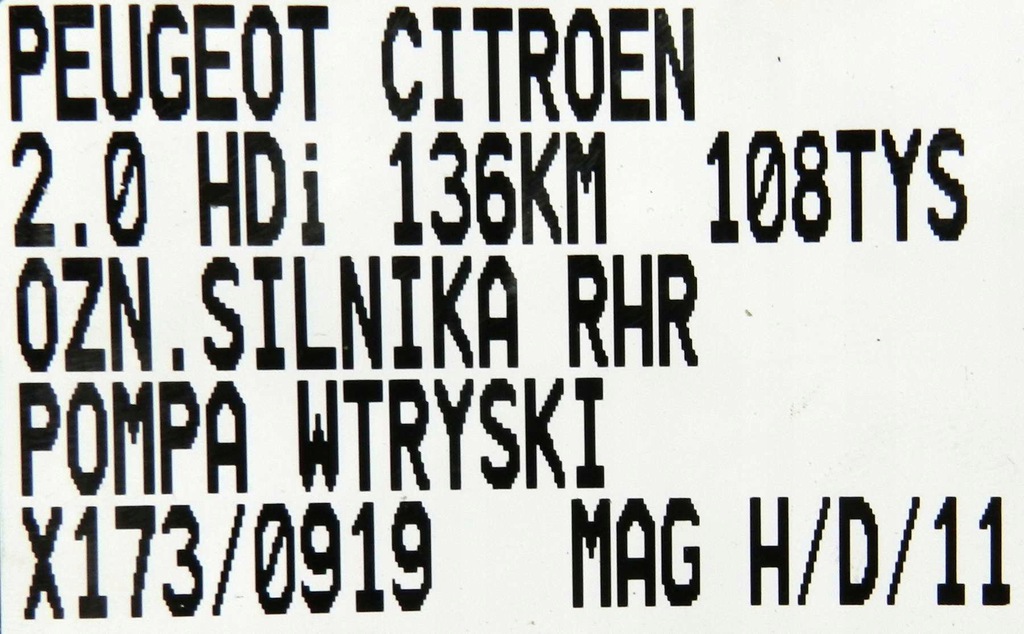 PEUGEOT CITROEN
2.0 HDi 136KM 108TYS
OZN.SILNIKA RHR
POMPA WTRYSKI
X173/0919 MAG H/D/11